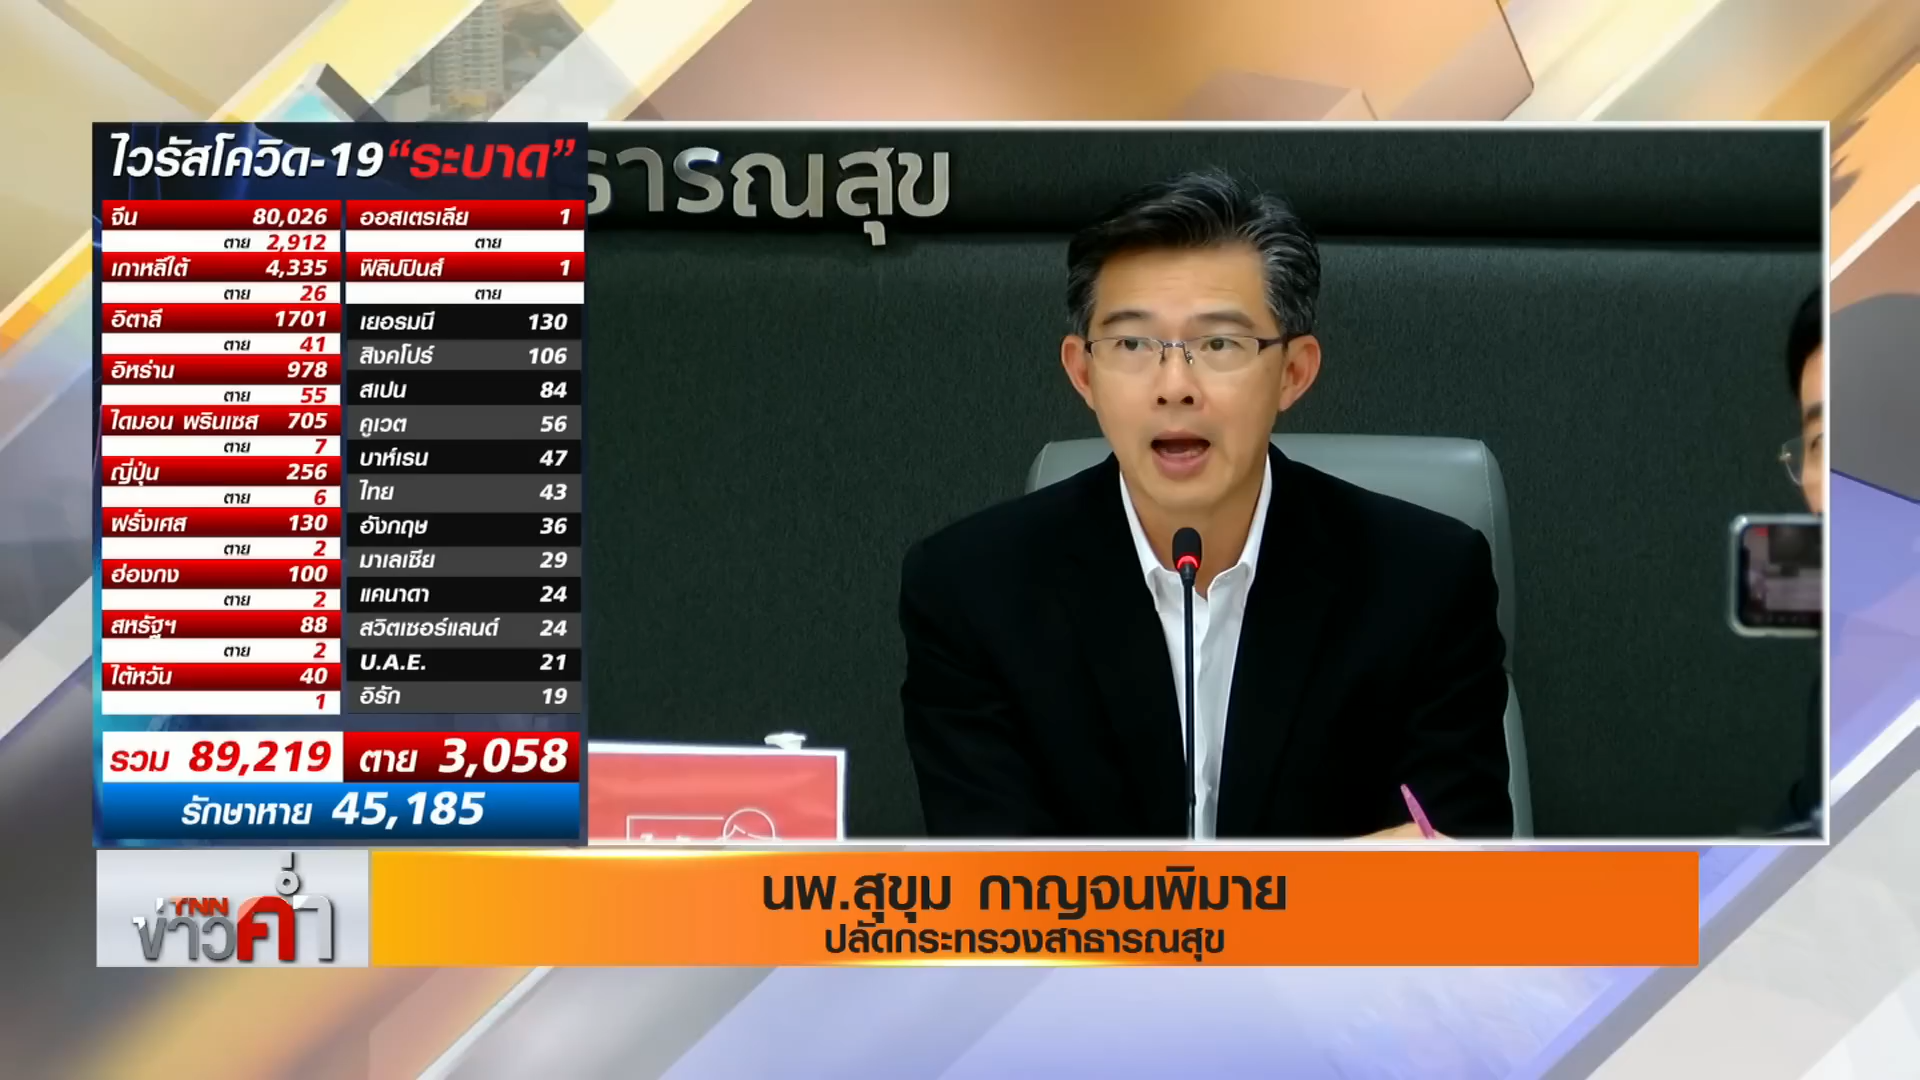 ไวรัสโควิด-19 "ระบาด"
จีน 80,026
ตาย 2,912
เกาหลีใต้ 4,335
ตาย 26
อิตาลี 1701
ตาย 41
อิหร่าน 978
ตาย 55
ไดมอน พรินเซส 705
ตาย 7
ญี่ปุ่น 256
ตาย 6
ฝรั่งเศส 130
ตาย 2
ฮ่องกง 100
ตาย 2
สหรัฐฯ 88
ตาย 2
ไต้หวัน 40
1
ออสเตรเลีย 1
ตาย
ฟิลิปปินส์ 1
ตาย
เยอรมนี 130
สิงคโปร์ 106
สเปน 84
คูเวต 56
บาห์เรน 47
ไทย 43
อังกฤษ 36
มาเลเซีย 29
แคนาดา 24
สวิตเซอร์แลนด์ 24
U.A.E. 21
อิรัก 19
รวม 89,219 ตาย 3,058
รักษาหาย 45,185
ธารณสุข
TNN
ข่าวค่ำ
นพ.สุขุม กาญจนพิมาย
ปลัดกระทรวงสาธารณสุข